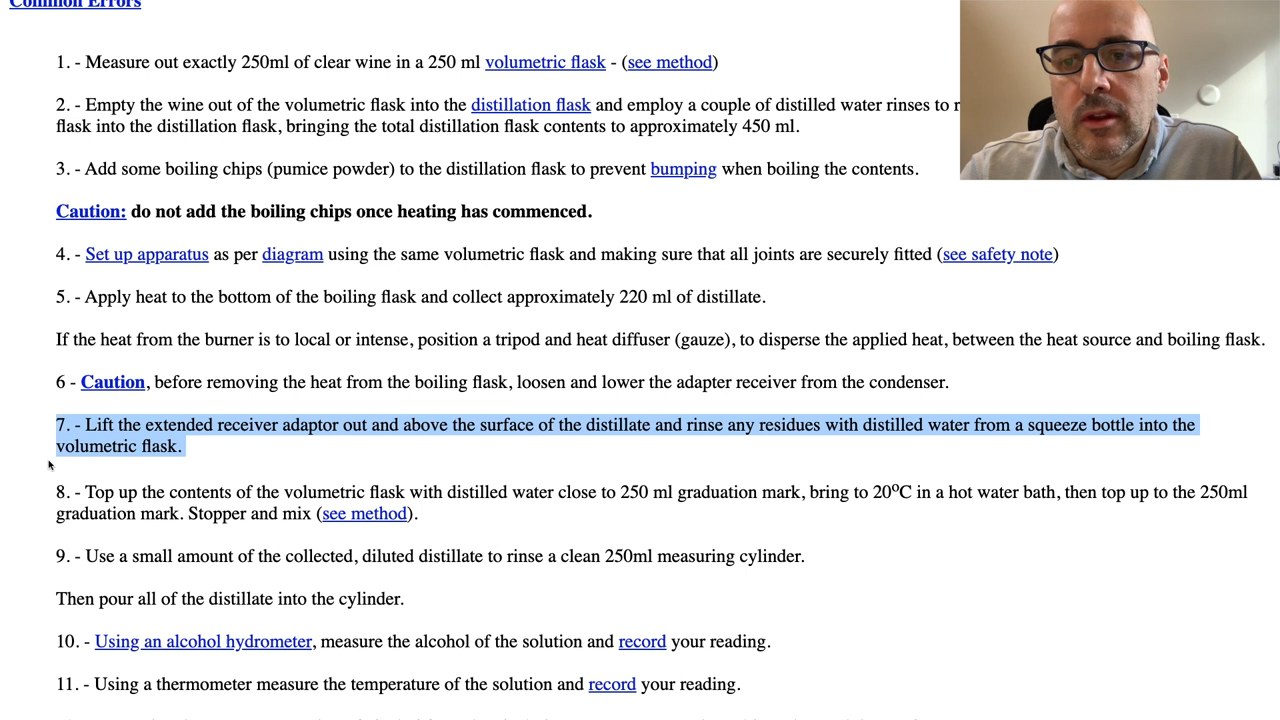 Common Errors
1. - Measure out exactly 250ml of clear wine in a 250 ml volumetric flask - (see method)
2. - Empty the wine out of the volumetric flask into the distillation flask and employ a couple of distilled water rinses to
flask into the distillation flask, bringing the total distillation flask contents to approximately 450 ml.
3. - Add some boiling chips (pumice powder) to the distillation flask to prevent bumping when boiling the contents.
Caution: do not add the boiling chips once heating has commenced.
4. - Set up apparatus as per diagram using the same volumetric flask and making sure that all joints are securely fitted (see safety note)
5. - Apply heat to the bottom of the boiling flask and collect approximately 220 ml of distillate.
If the heat from the burner is to local or intense, position a tripod and heat diffuser (gauze), to disperse the applied heat, between the heat source and boiling flask.
6 - Caution, before removing the heat from the boiling flask, loosen and lower the adapter receiver from the condenser.
7. - Lift the extended receiver adaptor out and above the surface of the distillate and rinse any residues with distilled water from a squeeze bottle into the
volumetric flask.
8. - Top up the contents of the volumetric flask with distilled water close to 250 ml graduation mark, bring to 20ºC in a hot water bath, then top up to the 250ml
graduation mark. Stopper and mix (see method).
9. - Use a small amount of the collected, diluted distillate to rinse a clean 250ml measuring cylinder.
Then pour all of the distillate into the cylinder.
10. - Using an alcohol hydrometer, measure the alcohol of the solution and record your reading.
11. - Using a thermometer measure the temperature of the solution and record your reading.